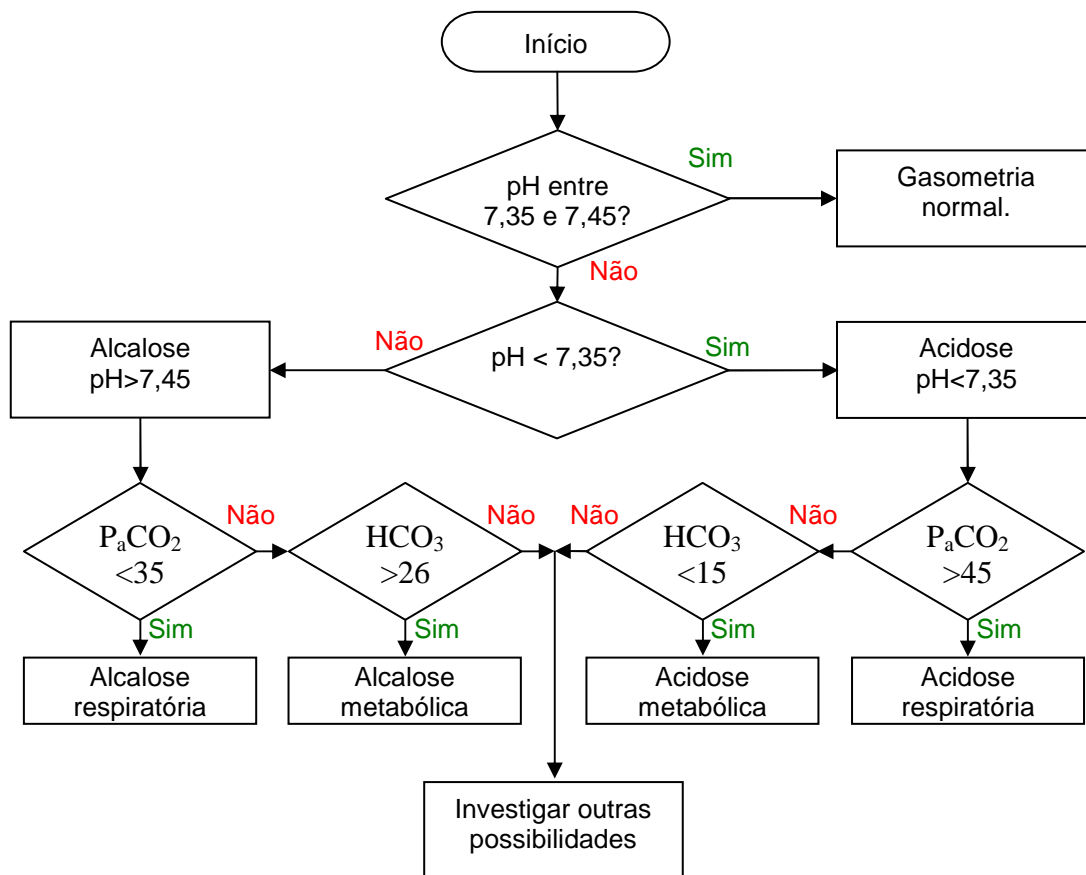 Início
Sim
pH entre
7,35 e 7,45?
Gasometria
normal.
Não
Alcalose
pH>7,45
Não
pH < 7,35?
Sim
Acidose
pH<7,35
PaCO2
<35
Não
HCO3
>26
Não
Não
HCO3
<15
Não
PaCO2
>45
Sim
Sim
Sim
Sim
Alcalose
respiratória
Alcalose
metabólica
Acidose
metabólica
Acidose
respiratória
Investigar outras
possibilidades